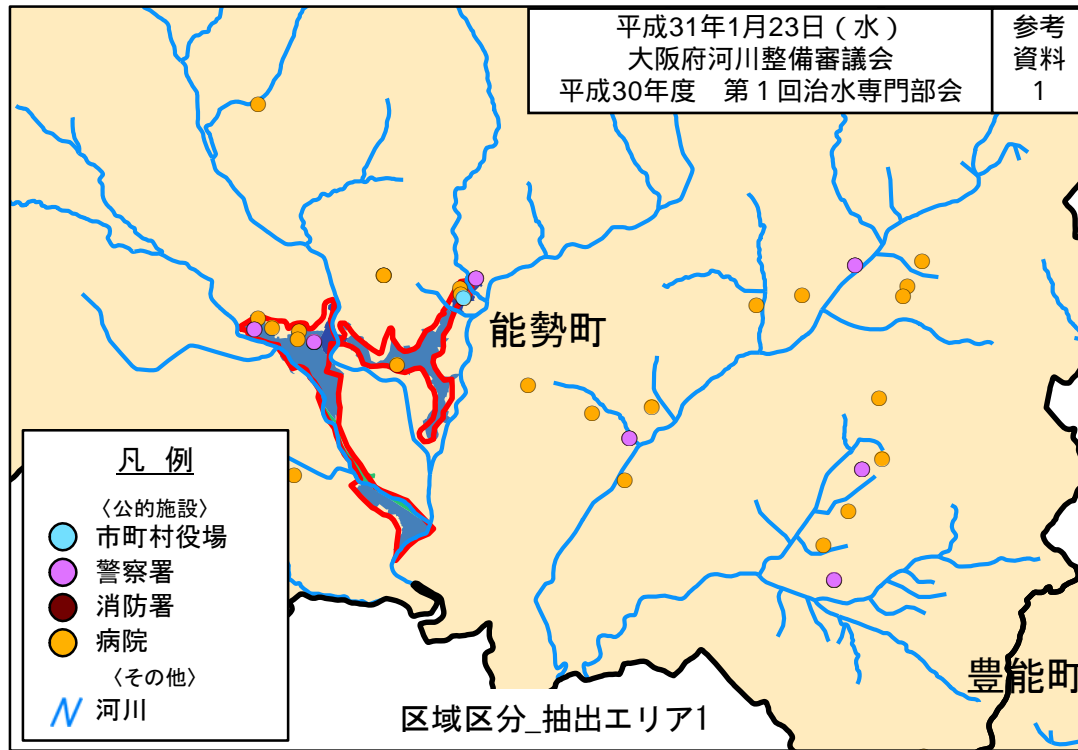 平成31年1月23日（水）
大阪府河川整備審議会
平成30年度　第１回治水専門部会
参考
資料
1
能勢町
豊能町
凡 例
〈公的施設〉
市町村役場
警察署
消防署
病院
〈その他〉
河川
区域区分_抽出エリア1